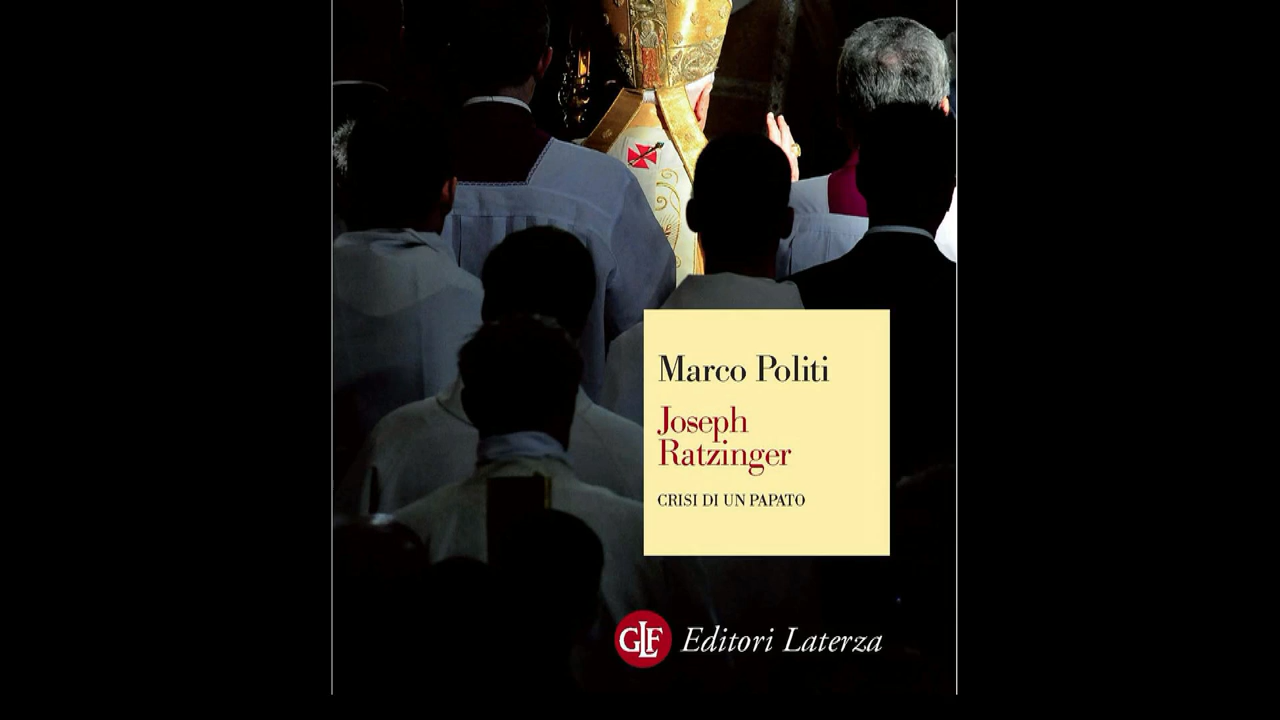 Marco Politi
Joseph
Ratzinger
CRISI DI UN PAPATO
GLF Editori Laterza